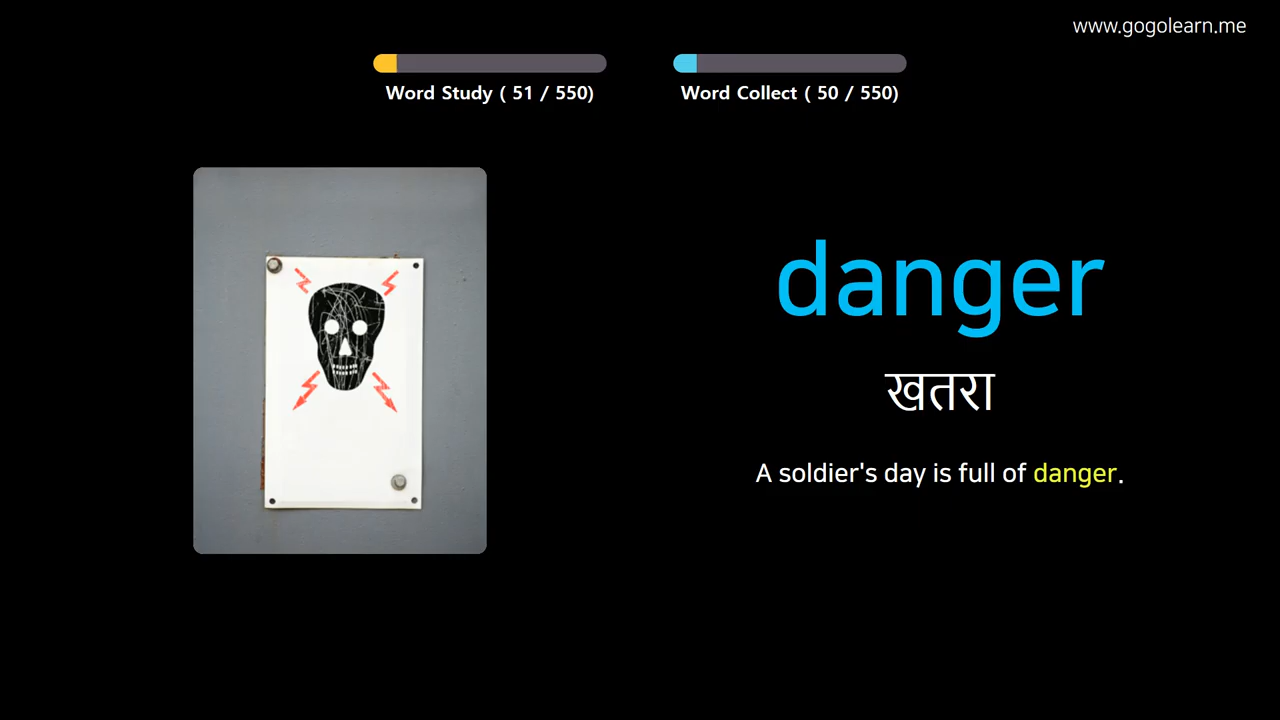 www.gogolearn.me
Word Study ( 51 / 550)
Word Collect ( 50 / 550)
danger
खतरा
A soldier's day is full of danger.